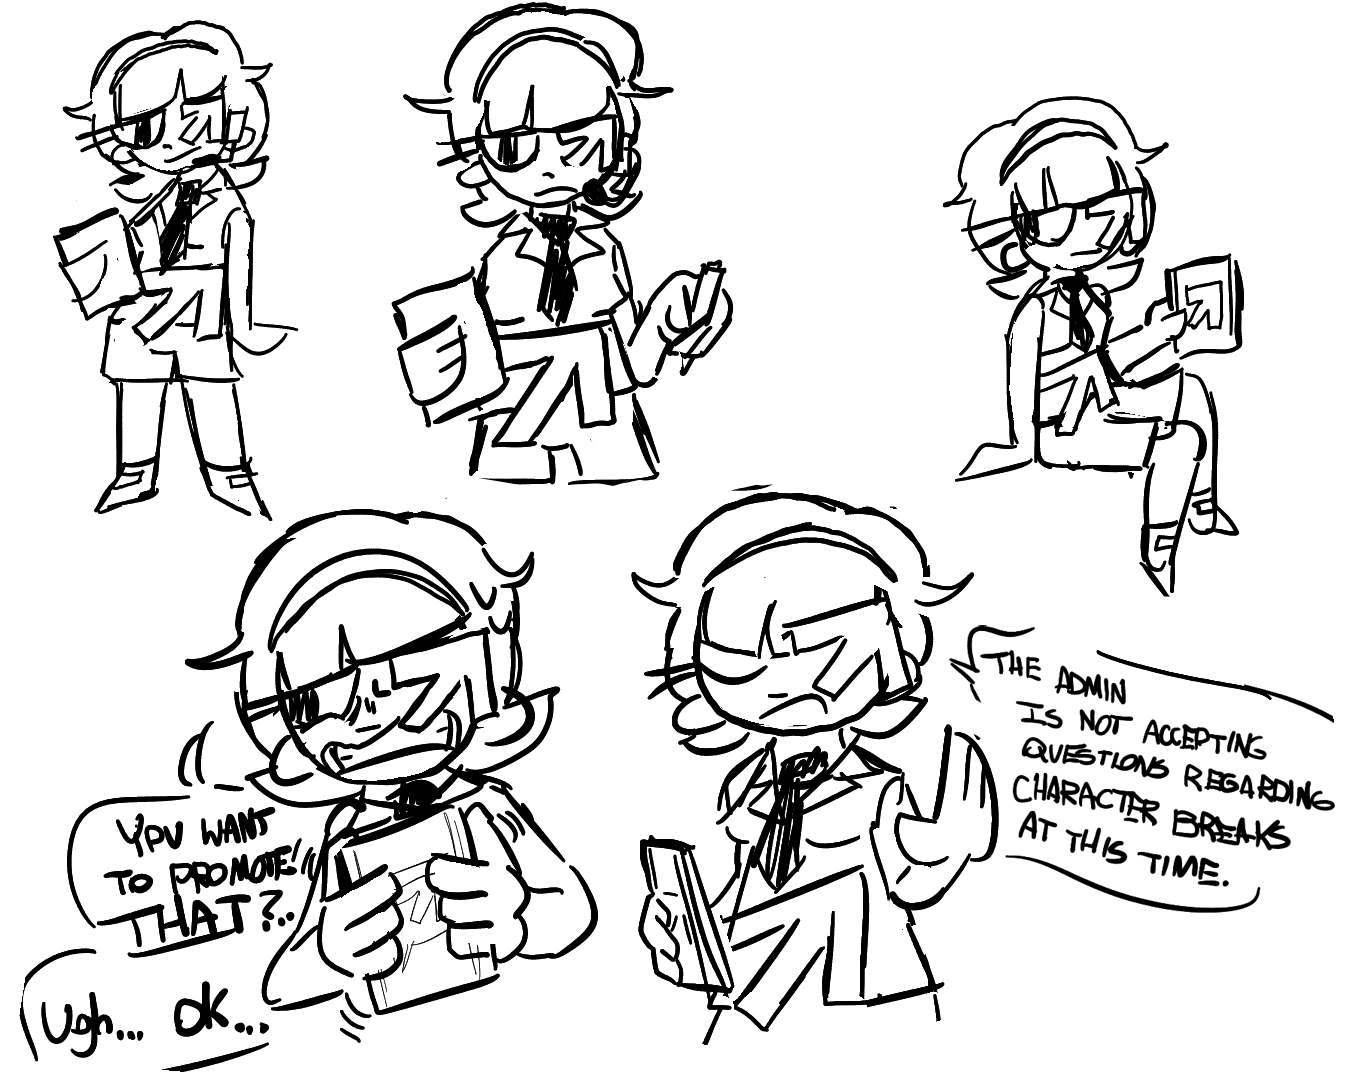 YOU WANT
TO PROMOTE!!
THAT?..
Ugh... OK...
THE ADMIN
IS NOT ACCEPTING
QUESTIONS REGARDING
CHARACTER BREAKS
AT THIS TIME.